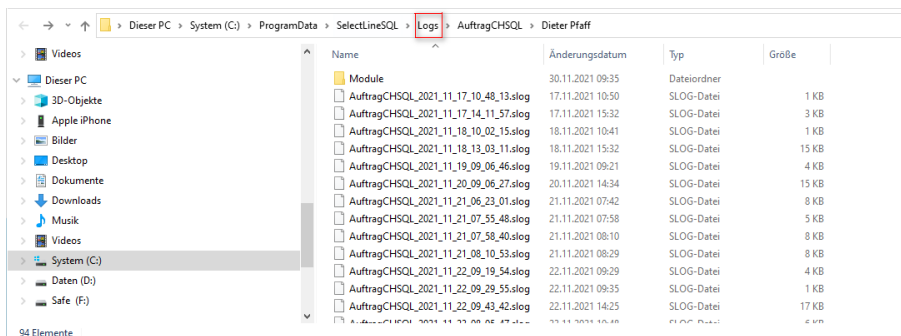 Dieser PC > System (C:) > ProgramData > SelectLineSQL > Logs > AuftragCHSQL > Dieter Pfaff
Videos
Dieser PC
3D-Objekte
Apple iPhone
Bilder
Desktop
Dokumente
Downloads
Musik
Videos
System (C:)
Daten (D:)
Safe (F:)
Name Änderungsdatum Typ Größe
Module 30.11.2021 09:35 Dateiordner
AuftragCHSQL_2021_11_17_10_48_13.slog 17.11.2021 10:50 SLOG-Datei 1 KB
AuftragCHSQL_2021_11_17_14_11_57.slog 17.11.2021 15:32 SLOG-Datei 3 KB
AuftragCHSQL_2021_11_18_10_02_15.slog 18.11.2021 10:41 SLOG-Datei 1 KB
AuftragCHSQL_2021_11_18_13_03_11.slog 18.11.2021 15:32 SLOG-Datei 15 KB
AuftragCHSQL_2021_11_19_09_06_46.slog 19.11.2021 09:21 SLOG-Datei 4 KB
AuftragCHSQL_2021_11_20_09_06_27.slog 20.11.2021 14:34 SLOG-Datei 15 KB
AuftragCHSQL_2021_11_21_06_23_01.slog 21.11.2021 07:42 SLOG-Datei 8 KB
AuftragCHSQL_2021_11_21_07_55_48.slog 21.11.2021 07:58 SLOG-Datei 5 KB
AuftragCHSQL_2021_11_21_07_58_40.slog 21.11.2021 08:10 SLOG-Datei 8 KB
AuftragCHSQL_2021_11_21_08_10_53.slog 21.11.2021 08:29 SLOG-Datei 8 KB
AuftragCHSQL_2021_11_22_09_19_54.slog 22.11.2021 09:29 SLOG-Datei 4 KB
AuftragCHSQL_2021_11_22_09_29_55.slog 22.11.2021 09:35 SLOG-Datei 1 KB
AuftragCHSQL_2021_11_22_09_43_42.slog 22.11.2021 14:25 SLOG-Datei 17 KB
94 Elemente